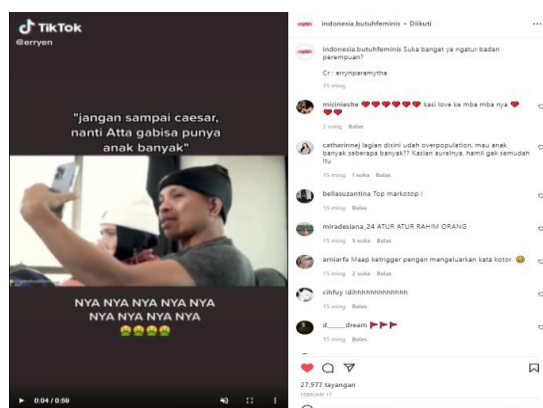 TikTok
@erryen
"jangan sampai caesar,
nanti Atta gabisa punya
anak banyak"
NYA NYA NYA NYA NYA
NYA NYA NYA NYA
0:04 / 0:58
indonesia.butuhfeminis • Diikuti
indonesia.butuhfeminis Suka banget ya ngatur badan
perempuan?
Cr : errynparamytha
15 ming
miciniesite ❤❤❤❤❤❤ kasi love ke mba mba nya ❤
❤❤
2 ming Balas
catharinnej lagian disini udah overpopulation, mau anak
banyak seberapa banyak?? Kasian aurelnya, hamil gak semudah
itu
15 ming 1 suka Balas
bellasuzantina Top markotop !
15 ming Balas
miradesiana_24 ATUR ATUR RAHIM ORANG
15 ming 5 suka Balas
arniarfa Maap ketrigger pengen mengeluarkan kata kotor.
15 ming 2 suka Balas
cihfuy Idihhhhhhhhhhhhh
15 ming Balas
15 ming Balas
27,977 tayangan
FEBRUARI 17